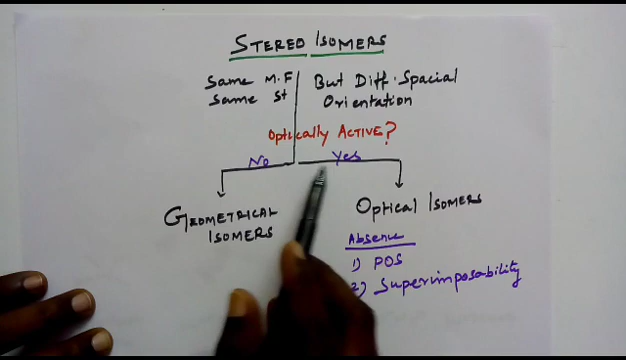 STEREO ISOMERS
Same M.F
Same St
But Diff. Spacial
Orientation
Optically ACTIVE?
No
Yes
GEOMETRICAL
ISOMERS
Optical ISOMERS
Absence
1) POS
2) Superimposability